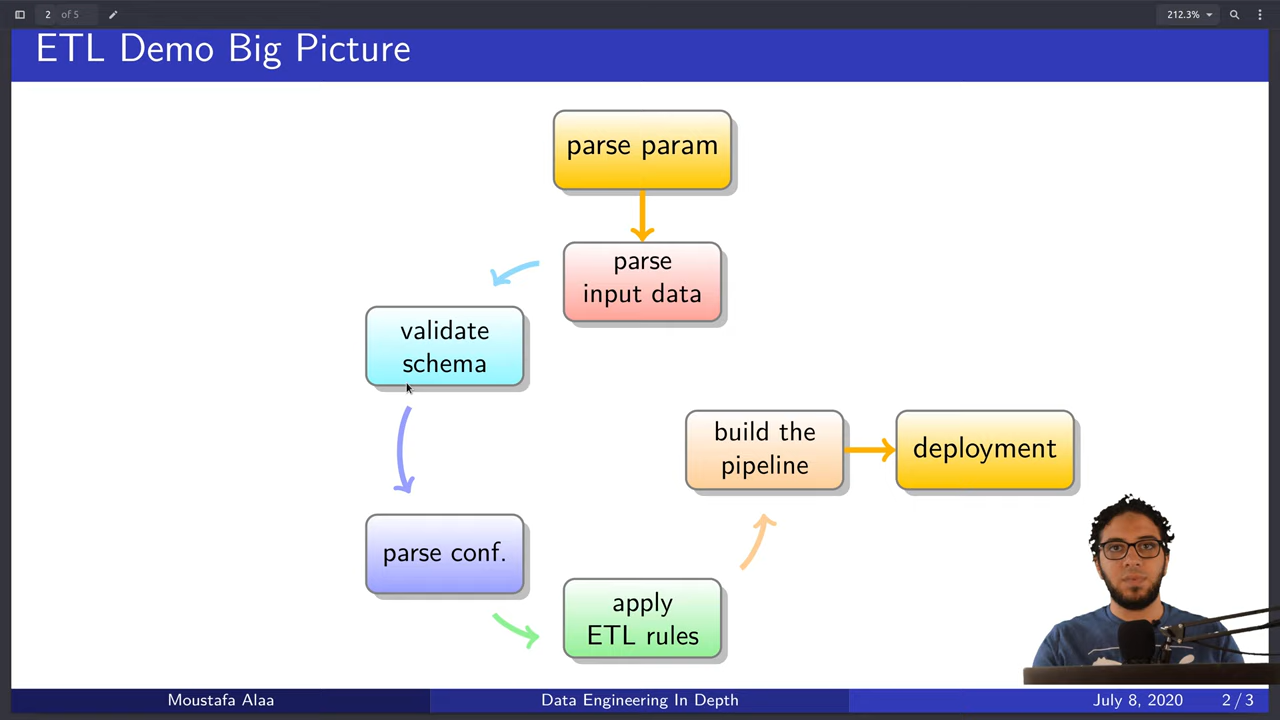 2 of 5
212.3%
ETL Demo Big Picture
parse param
parse
input data
validate
schema
build the
pipeline
deployment
parse conf.
apply
ETL rules
Moustafa Alaa
Data Engineering In Depth
July 8, 2020
2 / 3